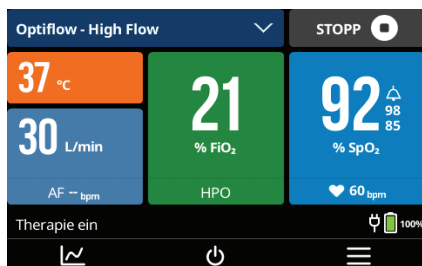 Optiflow - High Flow
STOPP
37 °C
30 L/min
AF -- bpm
21
% FiO₂
HPO
92
98
85
% SpO₂
60 bpm
Therapie ein
100%